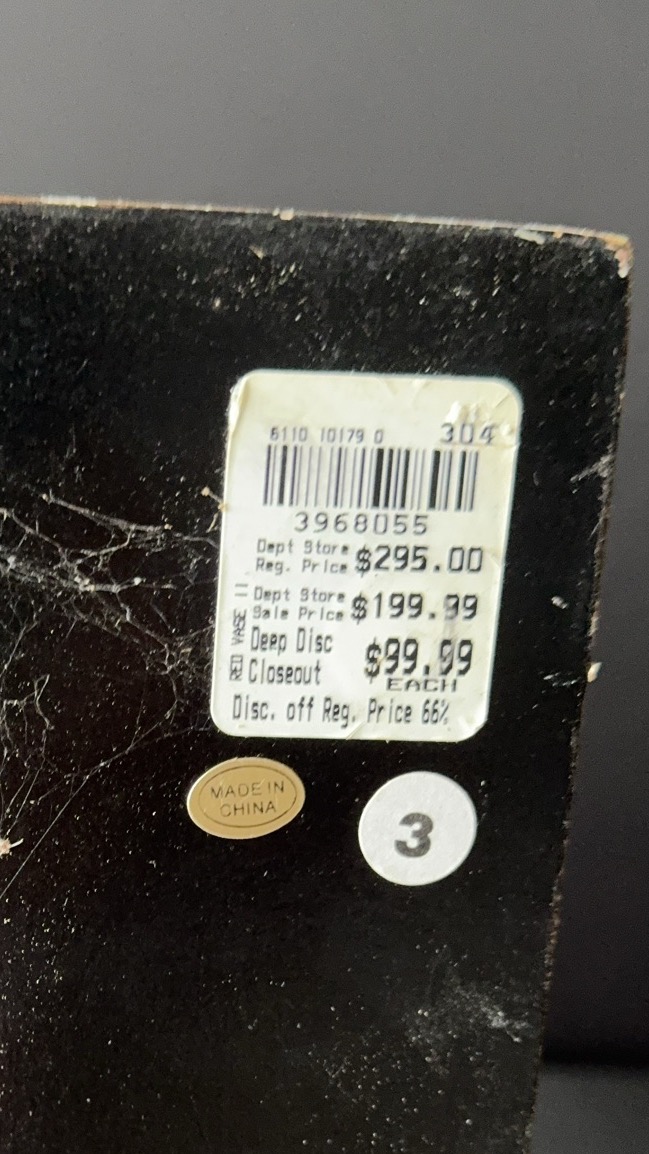 6110 10179 0 304
3968055
Dept Store
Reg. Price $295.00
Dept Store
Sale Price $199.99
Deep Disc
Closeout $99.99
EACH
Disc. off Reg. Price 66%
RED VASE
MADE IN
CHINA
3